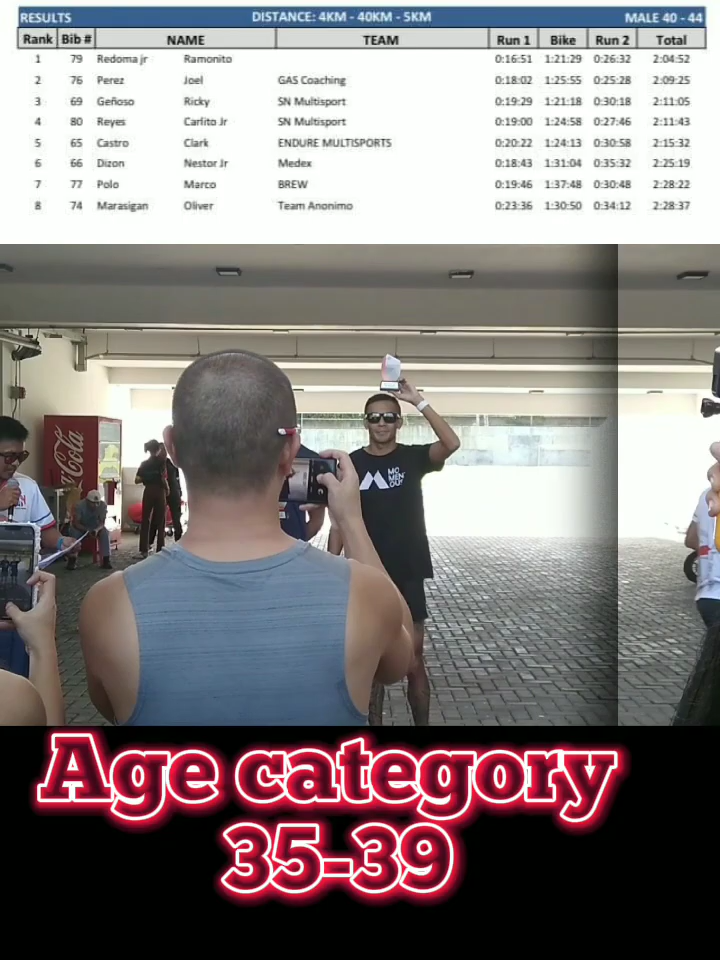 RESULTS DISTANCE: 4KM - 40KM - 5KM MALE 40 - 44
Rank Bib # NAME TEAM Run 1 Bike Run 2 Total
1 79 Redoma jr Ramonito 0:16:51 1:21:29 0:26:32 2:04:52
2 76 Perez Joel GAS Coaching 0:18:02 1:25:55 0:25:28 2:09:25
3 69 Geñoso Ricky SN Multisport 0:19:29 1:21:18 0:30:18 2:11:05
4 80 Reyes Carlito Jr SN Multisport 0:19:00 1:24:58 0:27:46 2:11:43
5 65 Castro Clark ENDURE MULTISPORTS 0:20:22 1:24:13 0:30:58 2:15:32
6 66 Dizon Nestor Jr Medex 0:18:43 1:31:04 0:35:32 2:25:19
7 77 Polo Marco BREW 0:19:46 1:37:48 0:30:48 2:28:22
8 74 Marasigan Oliver Team Anonimo 0:23:36 1:30:50 0:34:12 2:28:37
Coca-Cola
MO
MEN
OU
Age category
35-39